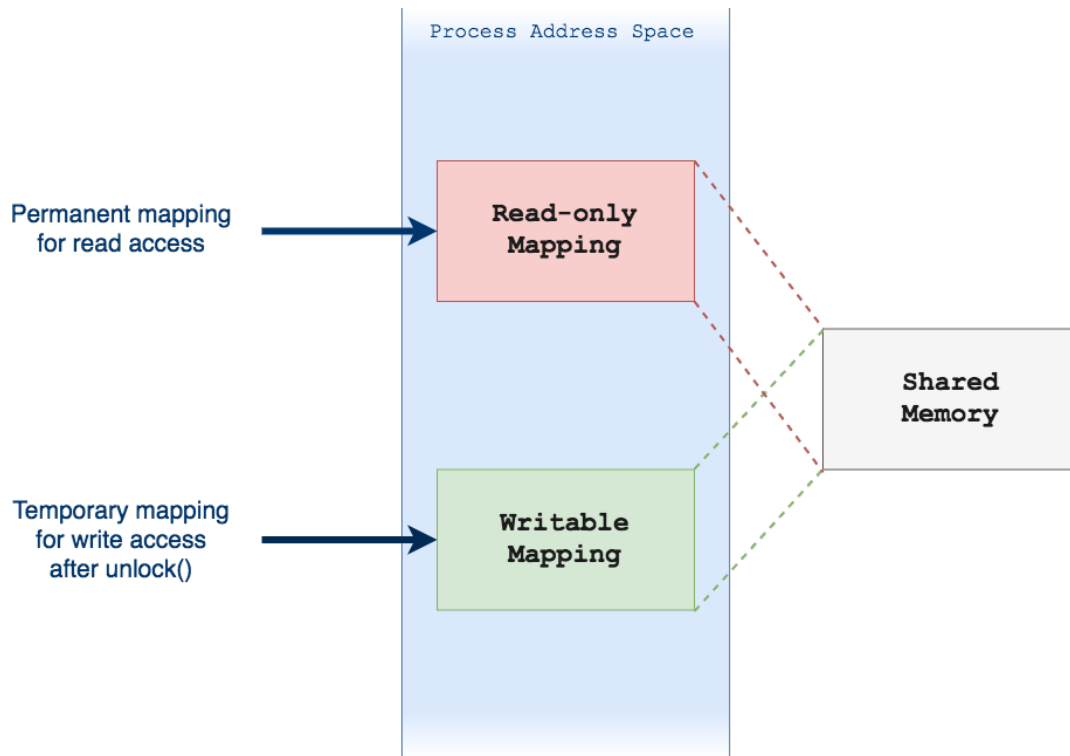 Process Address Space
Permanent mapping
for read access
Read-only
Mapping
Shared
Memory
Temporary mapping
for write access
after unlock()
Writable
Mapping